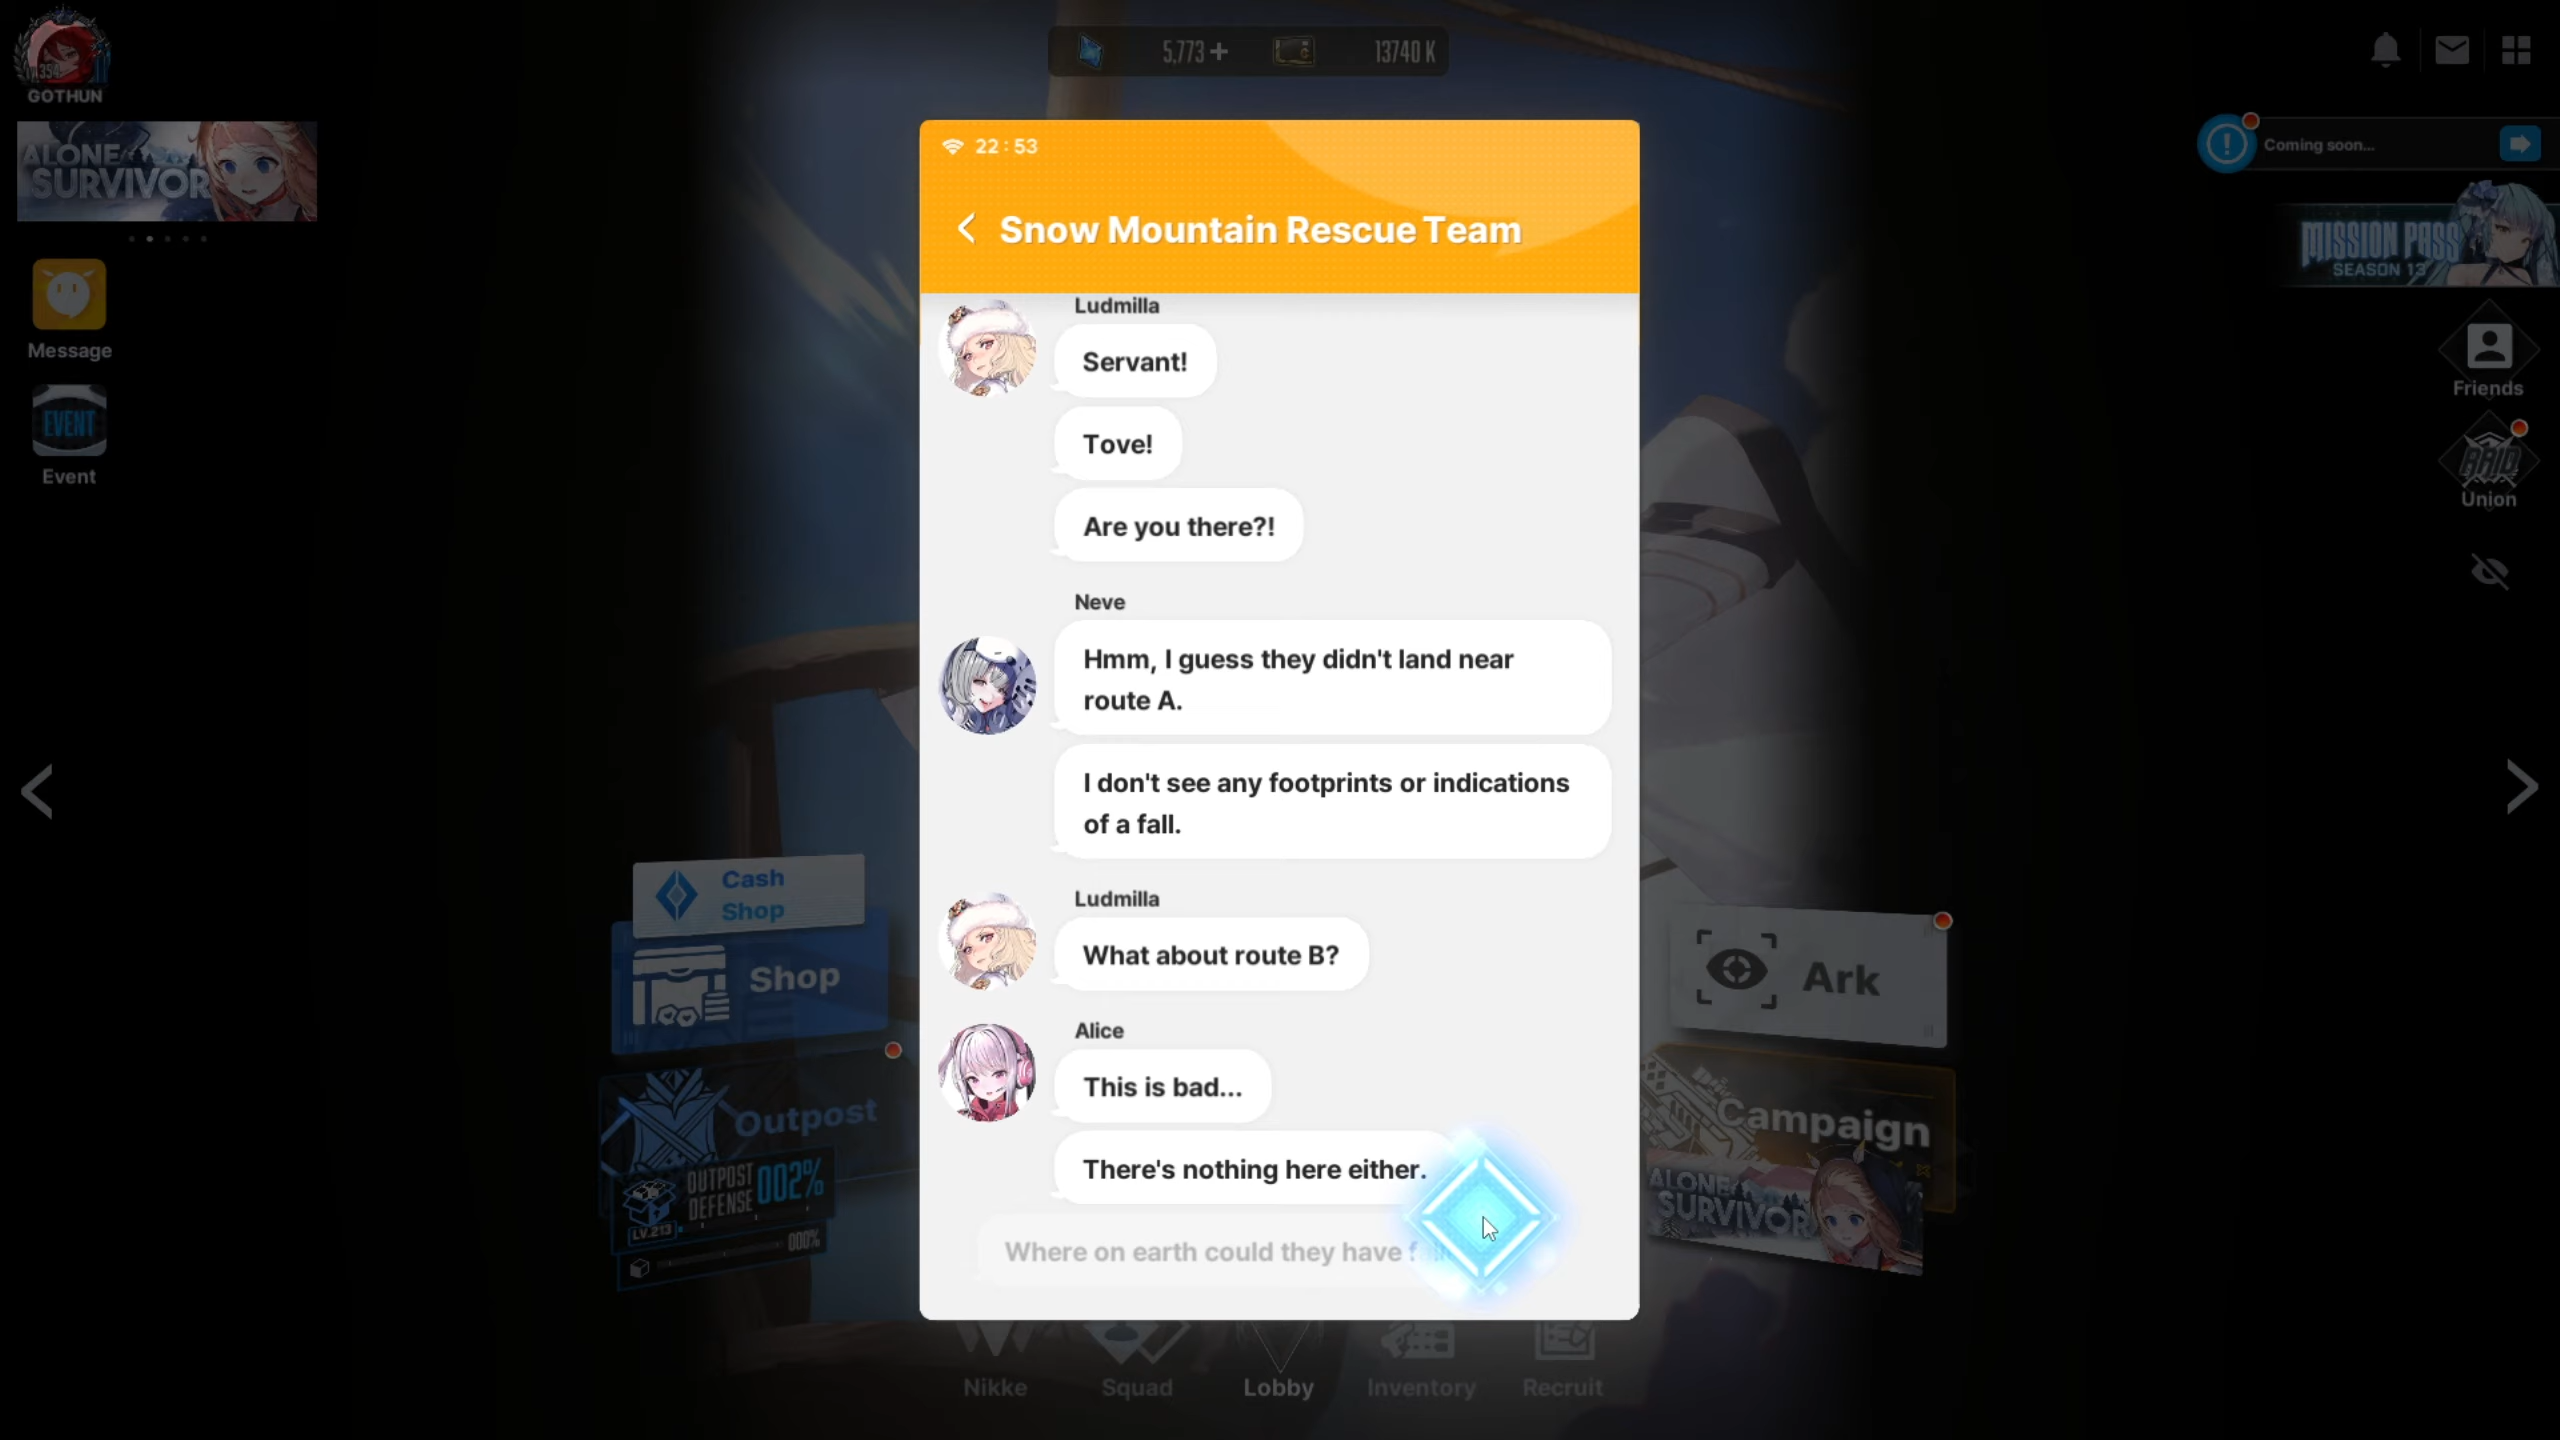 354
GOTHUN
5,773 +
13740 K
ALONE
SURVIVOR
Message
EVENT
Event
22:53
Snow Mountain Rescue Team
Ludmilla
Servant!
Tove!
Are you there?!
Neve
Hmm, I guess they didn't land near
route A.
I don't see any footprints or indications
of a fall.
Ludmilla
What about route B?
Alice
This is bad...
There's nothing here either.
Where on earth could they have
Coming soon...
MISSION PASS
SEASON 13
Friends
RAID
Union
Cash
Shop
Shop
Outpost
OUTPOST
DEFENSE 002%
LV.213
000%
Ark
Campaign
ALONE
SURVIVOR
Nikke
Squad
Lobby
Inventory
Recruit